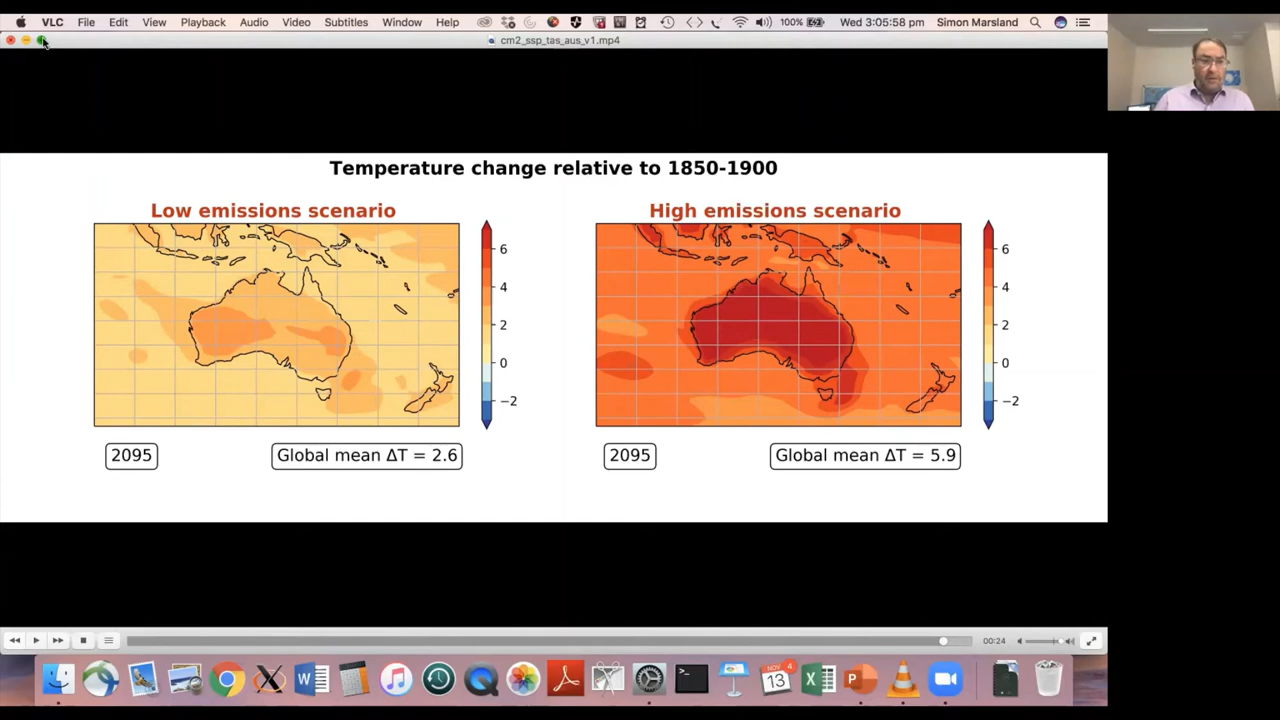 VLC File Edit View Playback Audio Video Subtitles Window Help 100% Wed 3:05:58 pm Simon Marsland
cm2_ssp_tas_aus_v1.mp4
Temperature change relative to 1850-1900
Low emissions scenario
6
4
2
0
−2
2095
Global mean ΔT = 2.6
High emissions scenario
6
4
2
0
−2
2095
Global mean ΔT = 5.9
00:24
NOV
4
13